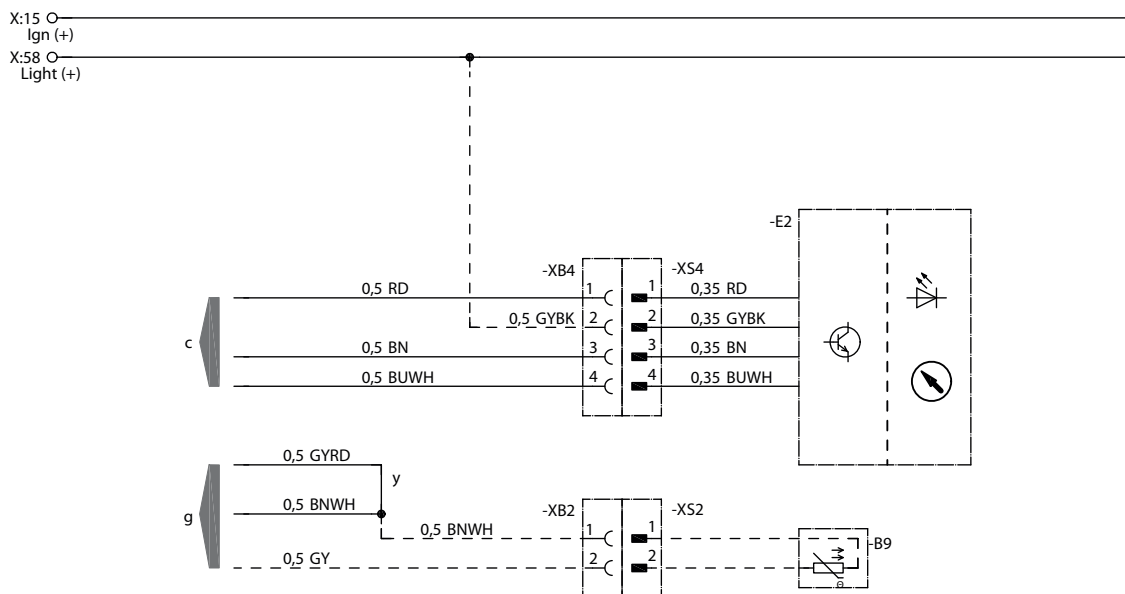 X:15
Ign (+)
X:58
Light (+)
-E2
-XB4 -XS4
0,5 RD 1 1 0,35 RD
0,5 GYBK 2 2 0,35 GYBK
c
0,5 BN 3 3 0,35 BN
0,5 BUWH 4 4 0,35 BUWH
0,5 GYRD
y
g
0,5 BNWH
-XB2 -XS2
0,5 BNWH 1 1
-B9
0,5 GY 2 2
Θ